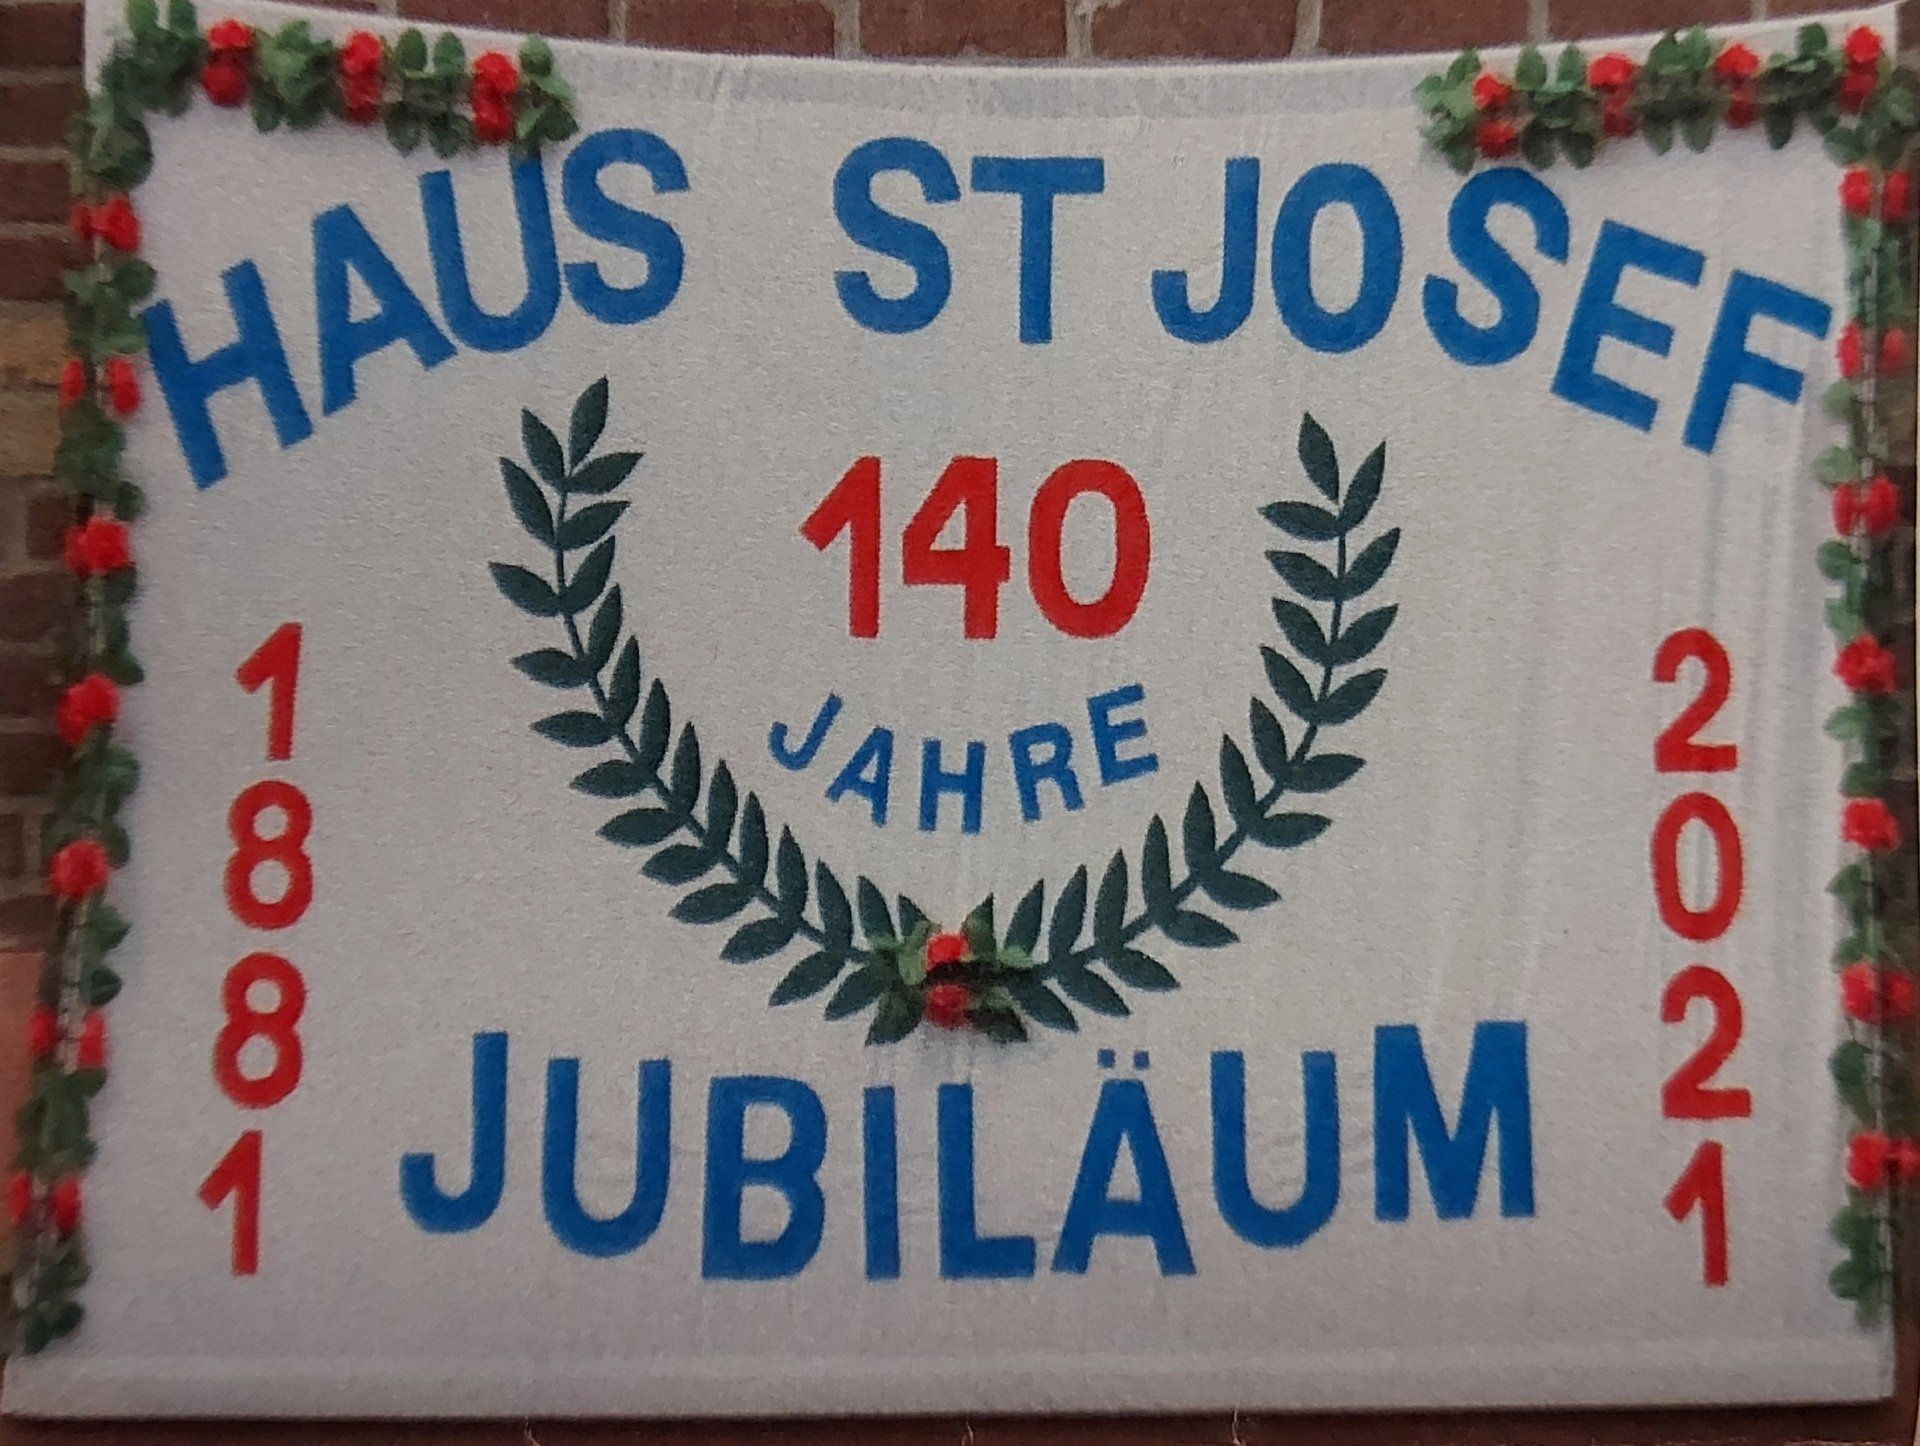 HAUS ST JOSEF
140
JAHRE
1881
2021
JUBILÄUM